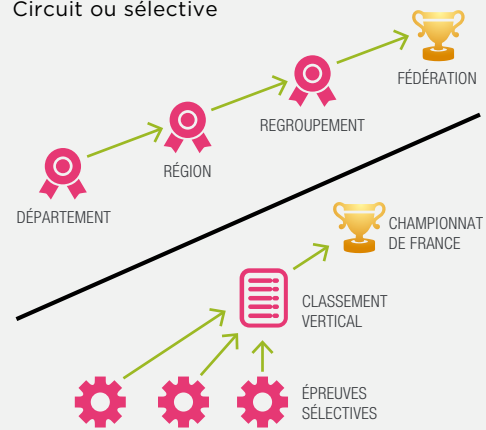 Circuit ou sélective
FÉDÉRATION
REGROUPEMENT
RÉGION
DÉPARTEMENT
CHAMPIONNAT
DE FRANCE
CLASSEMENT
VERTICAL
ÉPREUVES
SÉLECTIVES